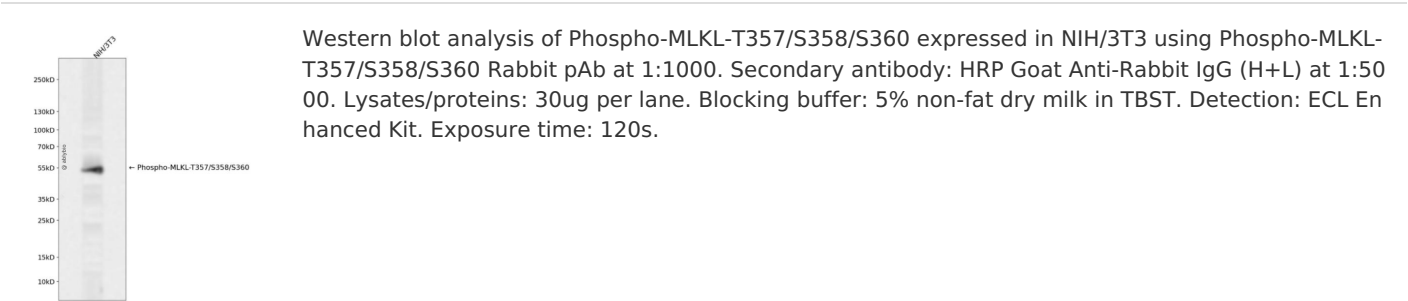 NIH/3T3
250kD
130kD
100kD
70kD
55kD
35kD
25kD
15kD
10kD
← Phospho-MLKL-T357/S358/S360
Western blot analysis of Phospho-MLKL-T357/S358/S360 expressed in NIH/3T3 using Phospho-MLKL-
T357/S358/S360 Rabbit pAb at 1:1000. Secondary antibody: HRP Goat Anti-Rabbit IgG (H+L) at 1:50
00. Lysates/proteins: 30ug per lane. Blocking buffer: 5% non-fat dry milk in TBST. Detection: ECL En
hanced Kit. Exposure time: 120s.